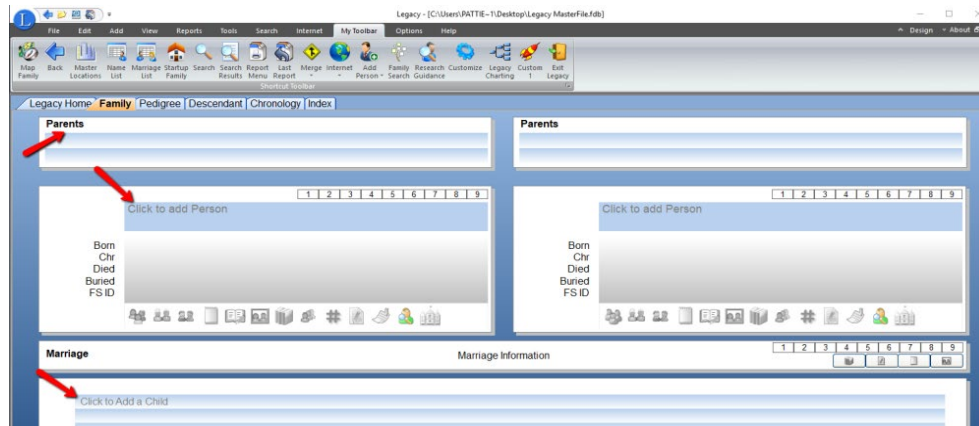 Legacy - [C:\Users\PATTIE~1\Desktop\Legacy MasterFile.fdb]
L
File Edit Add View Reports Tools Search Internet My Toolbar Options Help Design About
Map Family Back Master Locations Name List Marriage List Startup Family Search Search Results Report Menu Last Report Merge Internet Add Person Family Search Research Guidance Customize Legacy Charting Custom 1 Exit Legacy
Shortcut Toolbar
Legacy Home Family Pedigree Descendant Chronology Index
Parents Parents
1 2 3 4 5 6 7 8 9 1 2 3 4 5 6 7 8 9
Click to add Person Click to add Person
Born Born
Chr Chr
Died Died
Buried Buried
FS ID FS ID
1 2 3 4 5 6 7 8 9
Marriage Marriage Information
Click to Add a Child